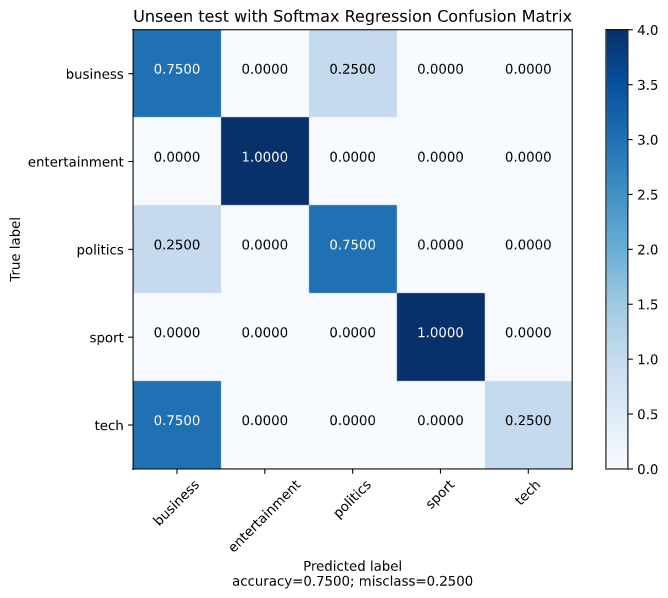 Unseen test with Softmax Regression Confusion Matrix
business 0.7500 0.0000 0.2500 0.0000 0.0000
entertainment 0.0000 1.0000 0.0000 0.0000 0.0000
politics 0.2500 0.0000 0.7500 0.0000 0.0000
sport 0.0000 0.0000 0.0000 1.0000 0.0000
tech 0.7500 0.0000 0.0000 0.0000 0.2500
True label
business entertainment politics sport tech
Predicted label
accuracy=0.7500; misclass=0.2500
4.0
3.5
3.0
2.5
2.0
1.5
1.0
0.5
0.0